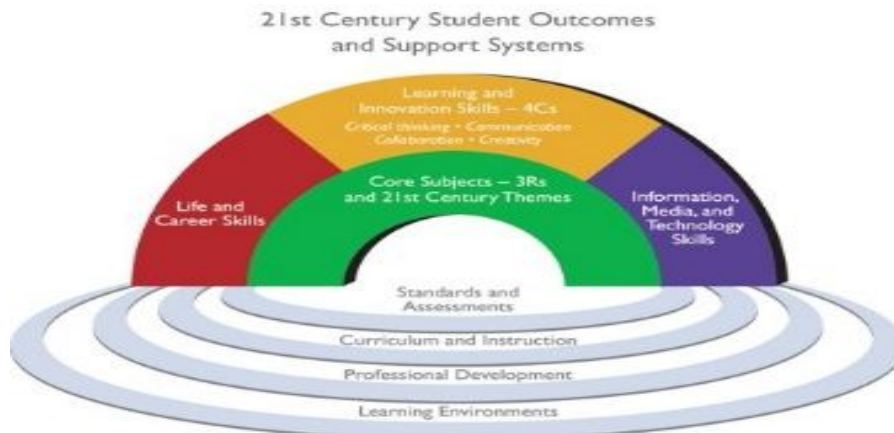 21st Century Student Outcomes
and Support Systems
Learning and
Innovation Skills – 4Cs
Critical thinking • Communication
Collaboration • Creativity
Core Subjects – 3Rs
and 21st Century Themes
Life and
Career Skills
Information,
Media, and
Technology
Skills
Standards and
Assessments
Curriculum and Instruction
Professional Development
Learning Environments